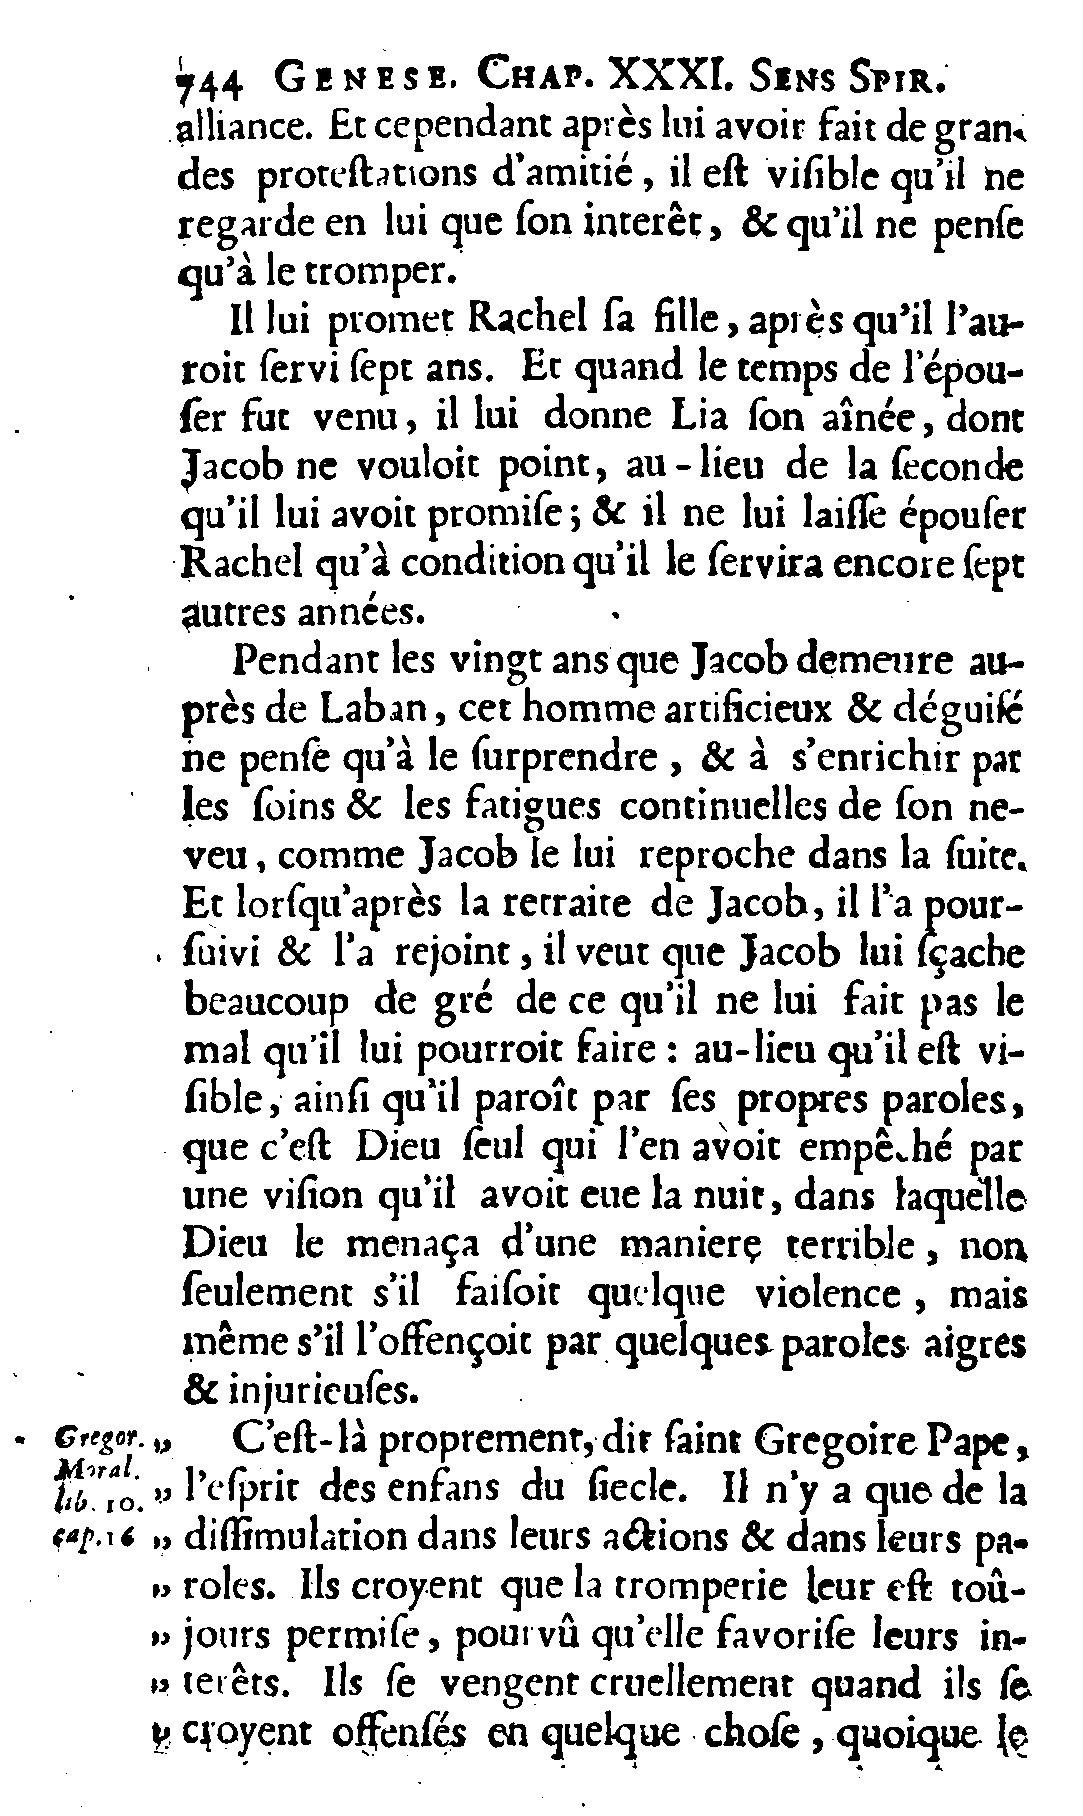 744 GENESE. CHAP. XXXI. SENS SPIR.
alliance. Et cependant après lui avoir fait de gran-
des proteſtations d'amitié, il eſt viſible qu'il ne
regarde en lui que ſon interêt, & qu'il ne penſe
qu'à le tromper.
Il lui promet Rachel ſa fille, après qu'il l'au-
roit ſervi ſept ans. Et quand le temps de l'épou-
ſer fut venu, il lui donne Lia ſon aînée, dont
Jacob ne vouloit point, au-lieu de la ſeconde
qu'il lui avoit promiſe; & il ne lui laiſſe épouſer
Rachel qu'à condition qu'il le ſervira encore ſept
autres années.
Pendant les vingt ans que Jacob demeure au-
près de Laban, cet homme artificieux & déguiſé
ne penſe qu'à le ſurprendre, & à s'enrichir par
les ſoins & les fatigues continuelles de ſon ne-
veu, comme Jacob le lui reproche dans la ſuite.
Et lorſqu'après la retraite de Jacob, il l'a pour-
ſuivi & l'a rejoint, il veut que Jacob lui ſçache
beaucoup de gré de ce qu'il ne lui fait pas le
mal qu'il lui pourroit faire : au-lieu qu'il eſt vi-
ſible, ainſi qu'il paroît par ſes propres paroles,
que c'eſt Dieu ſeul qui l'en avoit empêché par
une viſion qu'il avoit eue la nuit, dans laquelle
Dieu le menaça d'une maniere terrible, non
ſeulement s'il faiſoit quelque violence, mais
même s'il l'offençoit par quelques paroles aigres
& injurieuſes.
Gregor. „ C'eſt-là proprement, dit ſaint Gregoire Pape,
Moral.
lib. 10. „ l'eſprit des enfans du ſiecle. Il n'y a que de la
cap. 16 „ diſſimulation dans leurs actions & dans leurs pa-
„ roles. Ils croyent que la tromperie leur eſt toû-
„ jours permiſe, pourvû qu'elle favoriſe leurs in-
„ terêts. Ils ſe vengent cruellement quand ils ſe
„ croyent offenſés en quelque choſe, quoique le